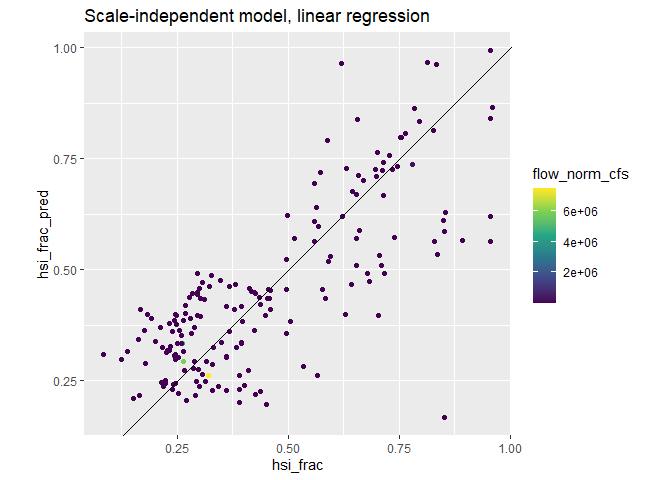 Scale-independent model, linear regression
1.00
0.75
0.50
0.25
hsi_frac_pred
0.25
0.50
0.75
1.00
hsi_frac
flow_norm_cfs
6e+06
4e+06
2e+06